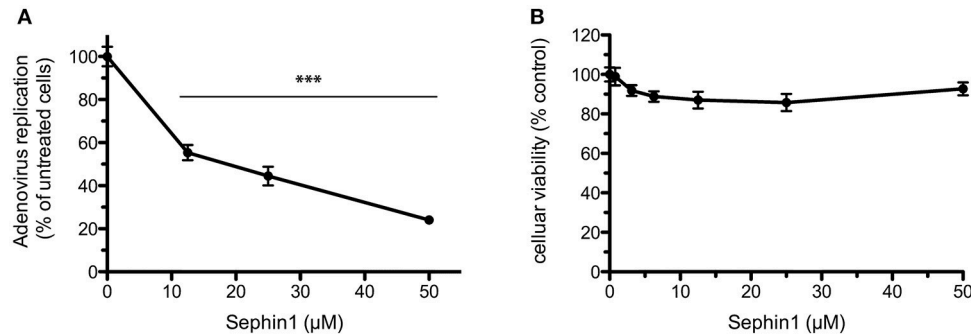 A
Adenovirus replication
(% of untreated cells)
100
80
60
40
20
0
***
0 10 20 30 40 50
Sephin1 (µM)
B
celluar viability (% control)
120
100
80
60
40
20
0
0 10 20 30 40 50
Sephin1 (µM)